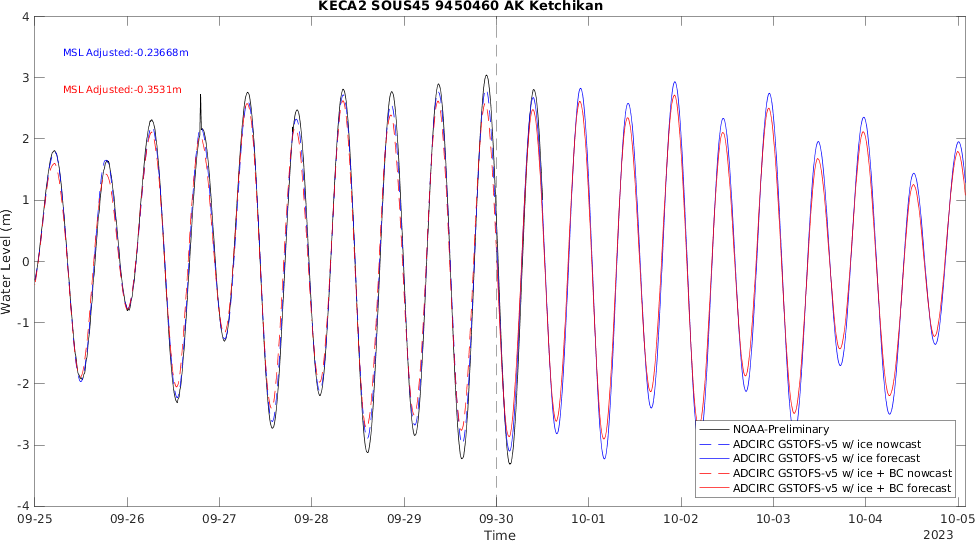 KECA2 SOUS45 9450460 AK Ketchikan
4
MSL Adjusted:-0.23668m
3
MSL Adjusted:-0.3531m
2
1
0
-1
-2
-3
-4
Water Level (m)
NOAA-Preliminary
ADCIRC GSTOFS-v5 w/ ice nowcast
ADCIRC GSTOFS-v5 w/ ice forecast
ADCIRC GSTOFS-v5 w/ ice + BC nowcast
ADCIRC GSTOFS-v5 w/ ice + BC forecast
09-25 09-26 09-27 09-28 09-29 09-30 10-01 10-02 10-03 10-04 10-05
Time
2023